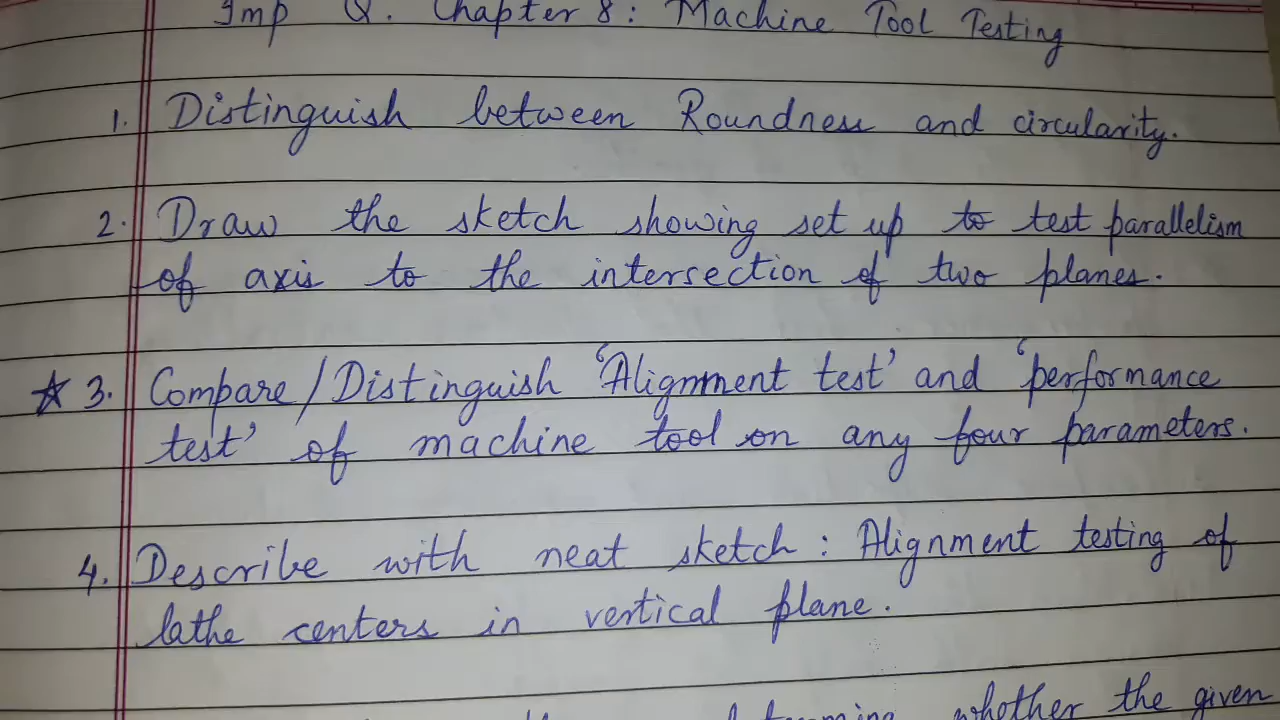 Imp Q. Chapter 8: Machine Tool Testing
1. Distinguish between Roundness and circularity.
2. Draw the sketch showing set up to test parallelism
of axis to the intersection of two planes.
☆ 3. Compare/Distinguish 'Alignment test' and 'performance
test' of machine tool on any four parameters.
4. Describe with neat sketch: Alignment testing of
lathe centers in vertical plane.
whether the given